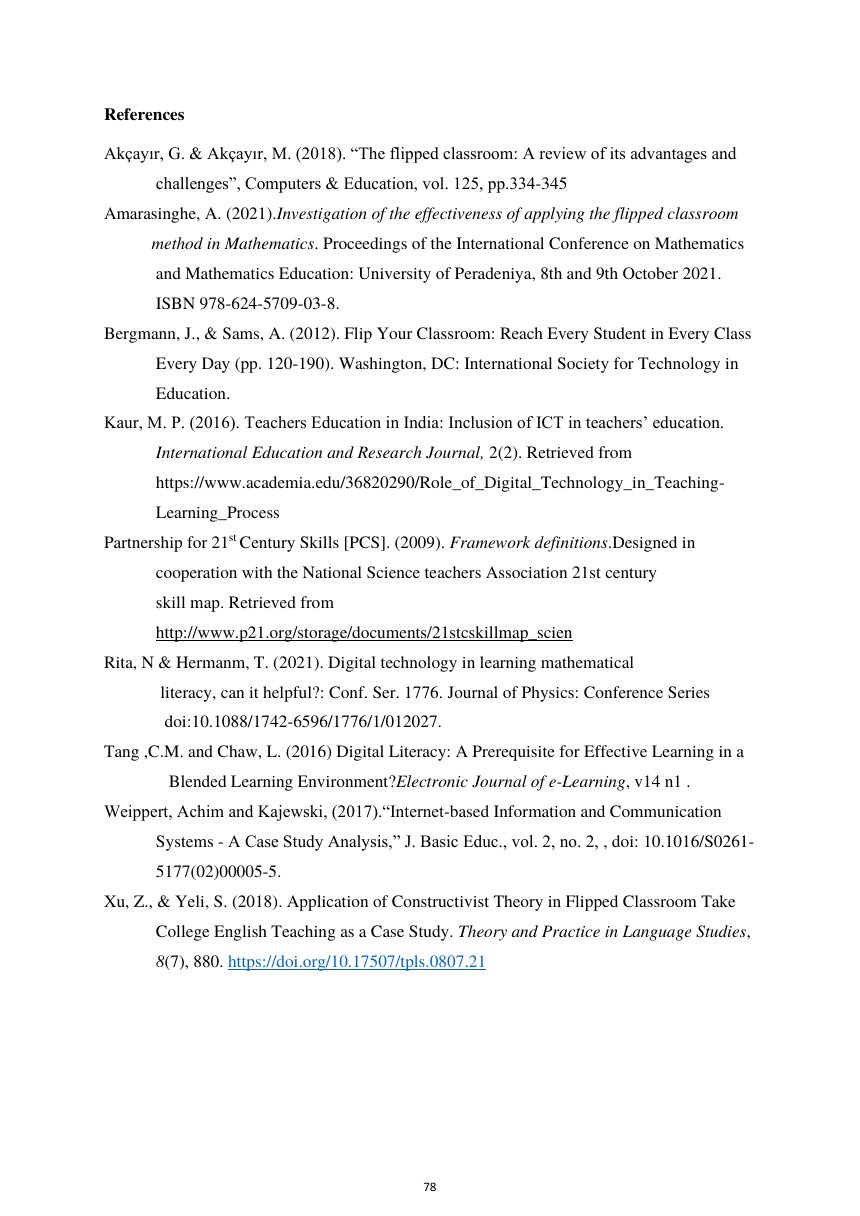 References
Akçayır, G. & Akçayır, M. (2018). “The flipped classroom: A review of its advantages and
challenges”, Computers & Education, vol. 125, pp.334-345
Amarasinghe, A. (2021).Investigation of the effectiveness of applying the flipped classroom
method in Mathematics. Proceedings of the International Conference on Mathematics
and Mathematics Education: University of Peradeniya, 8th and 9th October 2021.
ISBN 978-624-5709-03-8.
Bergmann, J., & Sams, A. (2012). Flip Your Classroom: Reach Every Student in Every Class
Every Day (pp. 120-190). Washington, DC: International Society for Technology in
Education.
Kaur, M. P. (2016). Teachers Education in India: Inclusion of ICT in teachers’ education.
International Education and Research Journal, 2(2). Retrieved from
https://www.academia.edu/36820290/Role_of_Digital_Technology_in_Teaching-
Learning_Process
Partnership for 21st Century Skills [PCS]. (2009). Framework definitions.Designed in
cooperation with the National Science teachers Association 21st century
skill map. Retrieved from
http://www.p21.org/storage/documents/21stcskillmap_scien
Rita, N & Hermanm, T. (2021). Digital technology in learning mathematical
literacy, can it helpful?: Conf. Ser. 1776. Journal of Physics: Conference Series
doi:10.1088/1742-6596/1776/1/012027.
Tang ,C.M. and Chaw, L. (2016) Digital Literacy: A Prerequisite for Effective Learning in a
Blended Learning Environment?Electronic Journal of e-Learning, v14 n1 .
Weippert, Achim and Kajewski, (2017).“Internet-based Information and Communication
Systems - A Case Study Analysis,” J. Basic Educ., vol. 2, no. 2, , doi: 10.1016/S0261-
5177(02)00005-5.
Xu, Z., & Yeli, S. (2018). Application of Constructivist Theory in Flipped Classroom Take
College English Teaching as a Case Study. Theory and Practice in Language Studies,
8(7), 880. https://doi.org/10.17507/tpls.0807.21
78